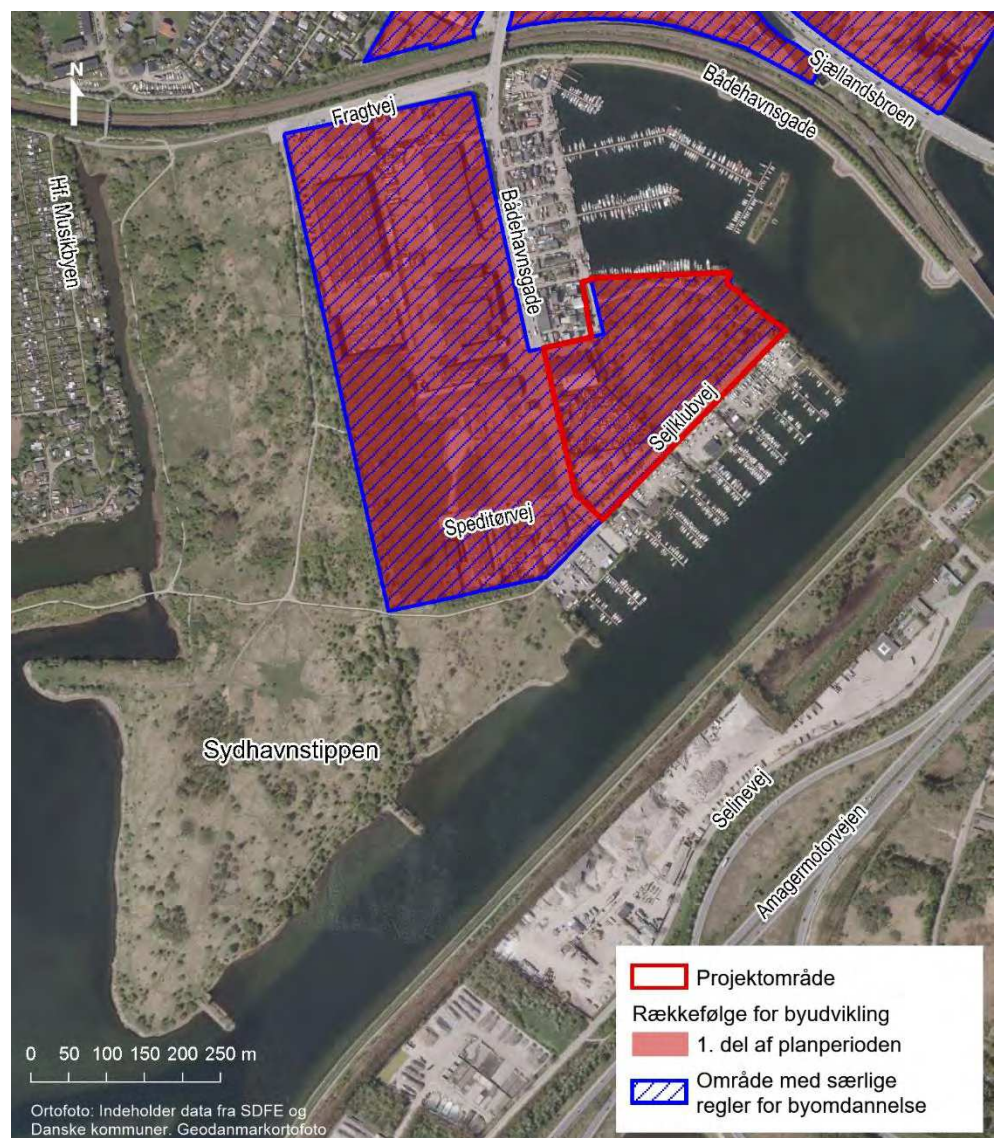 N
Fragtvej
Sjællandsbroen
Bådehavnsgade
Hf. Musikbyen
Bådehavnsgade
Sejlklubvej
Speditørvej
Sydhavnstippen
Selinevej
Amagermotorvejen
Projektområde
Rækkefølge for byudvikling
1. del af planperioden
Område med særlige
regler for byomdannelse
0 50 100 150 200 250 m
Ortofoto: Indeholder data fra SDFE og
Danske kommuner. Geodanmarkortofoto